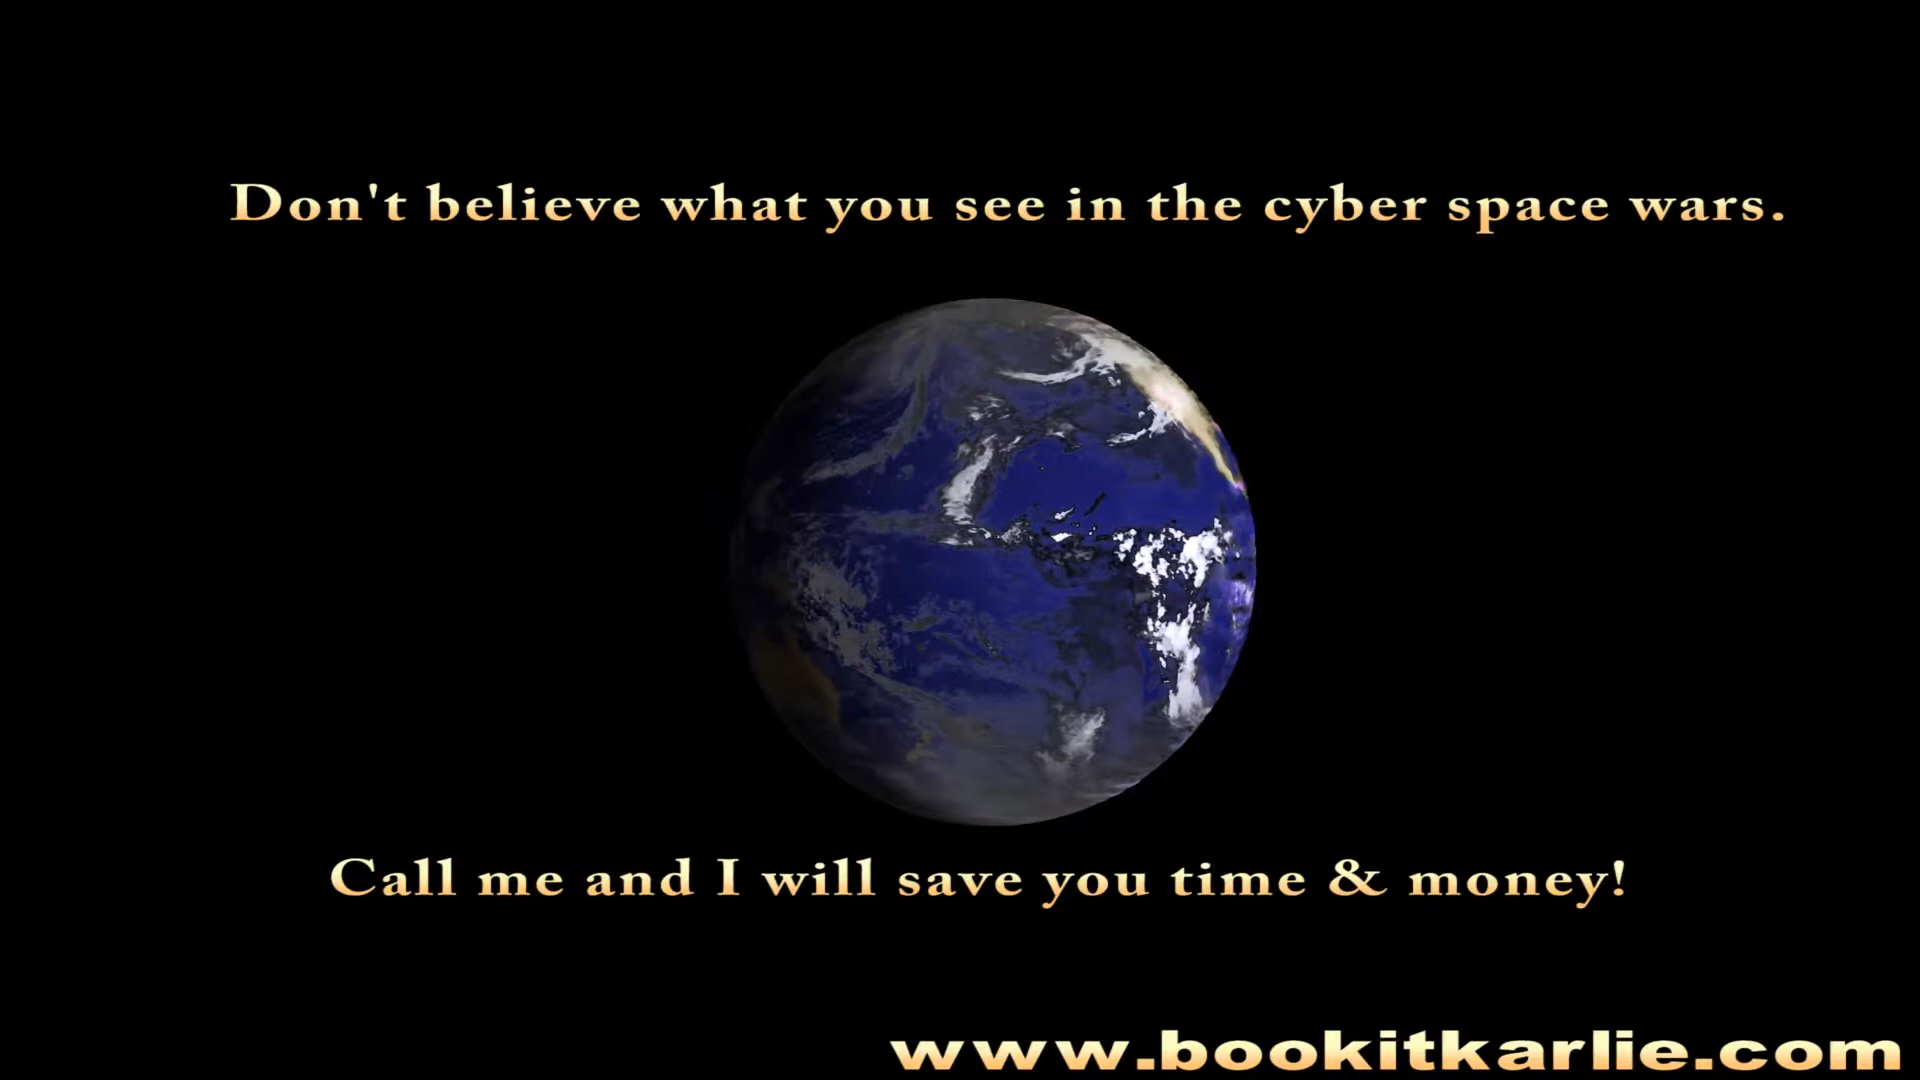 Don't believe what you see in the cyber space wars.
Call me and I will save you time & money!
www.bookitkarlie.com